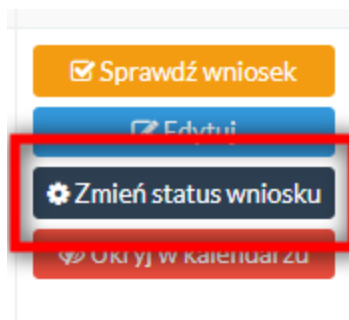 Sprawdź wniosek
Edytuj
Zmień status wniosku
Ukryj w kalendarzu